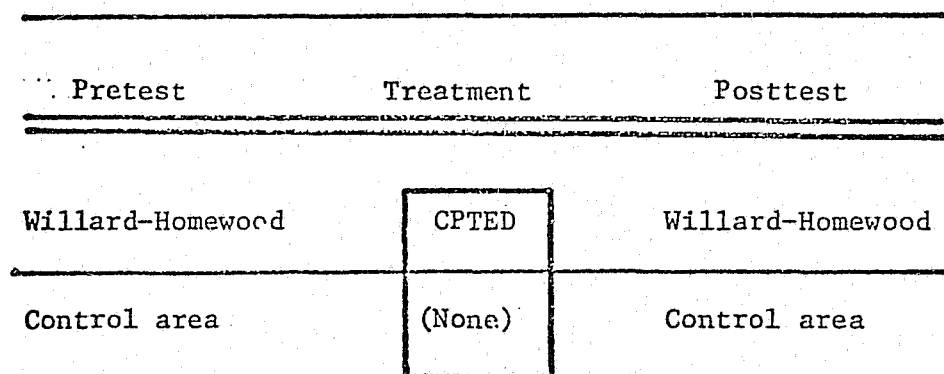 Pretest Treatment Posttest
Willard-Homewood CPTED Willard-Homewood
Control area (None) Control area